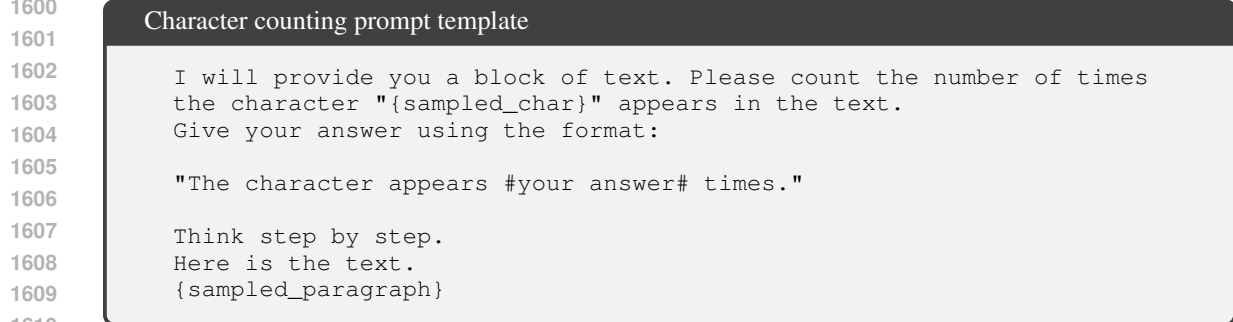 1600
Character counting prompt template
1601
1602
I will provide you a block of text. Please count the number of times
1603
the character "{sampled_char}" appears in the text.
1604
Give your answer using the format:
1605
"The character appears #your answer# times."
1606
1607
Think step by step.
1608
Here is the text.
1609
{sampled_paragraph}
1610